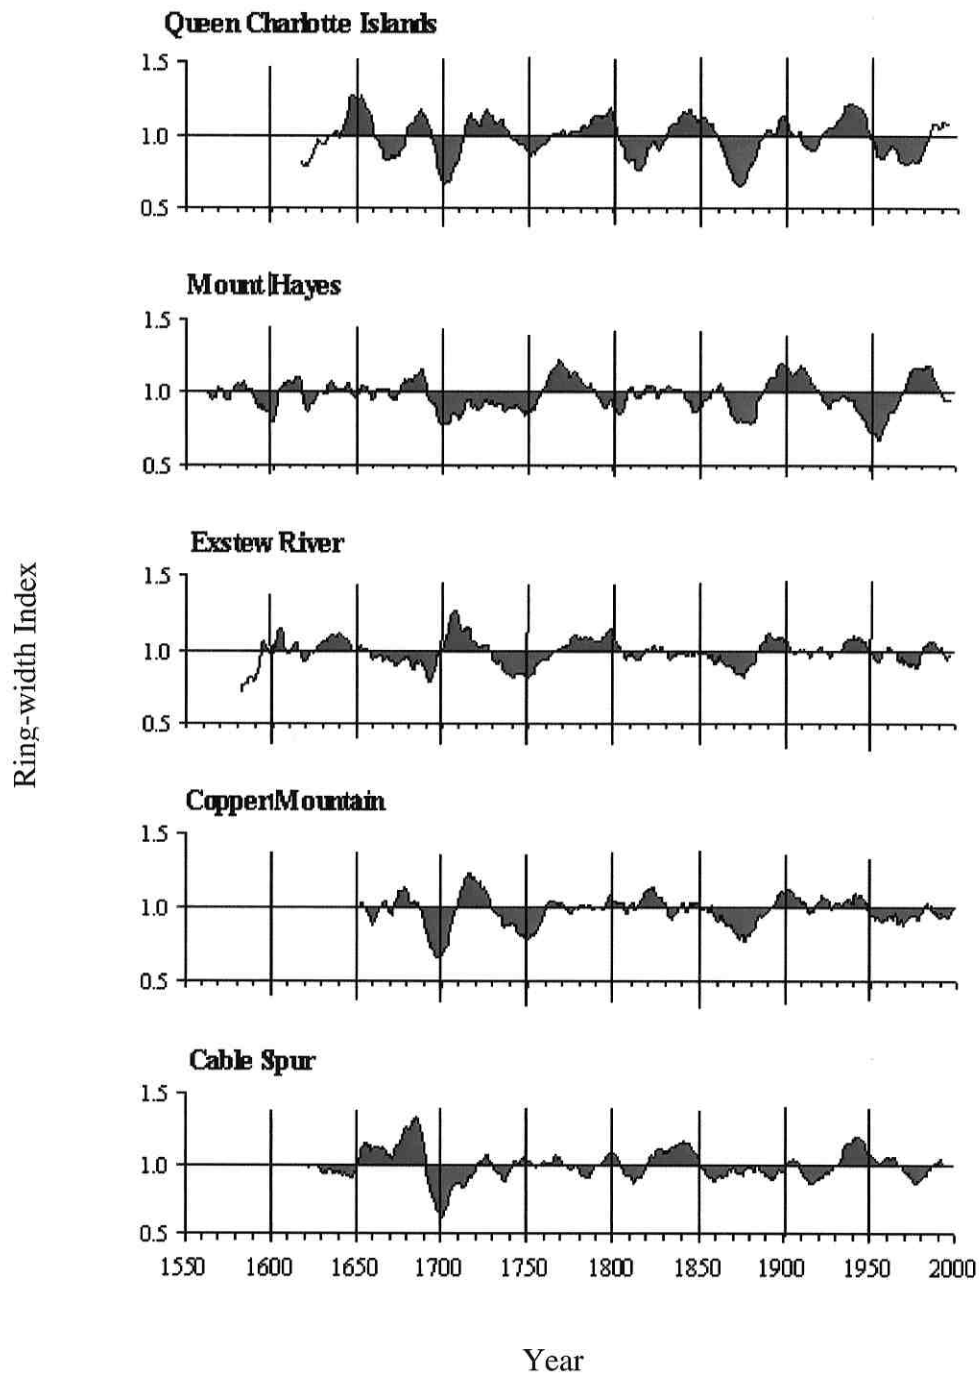 Queen Charlotte Islands
1.5
1.0
0.5
Mount Hayes
1.5
1.0
0.5
Exstew River
1.5
1.0
0.5
Ring-width Index
Copper Mountain
1.5
1.0
0.5
Cable Spur
1.5
1.0
0.5
1550 1600 1650 1700 1750 1800 1850 1900 1950 2000
Year